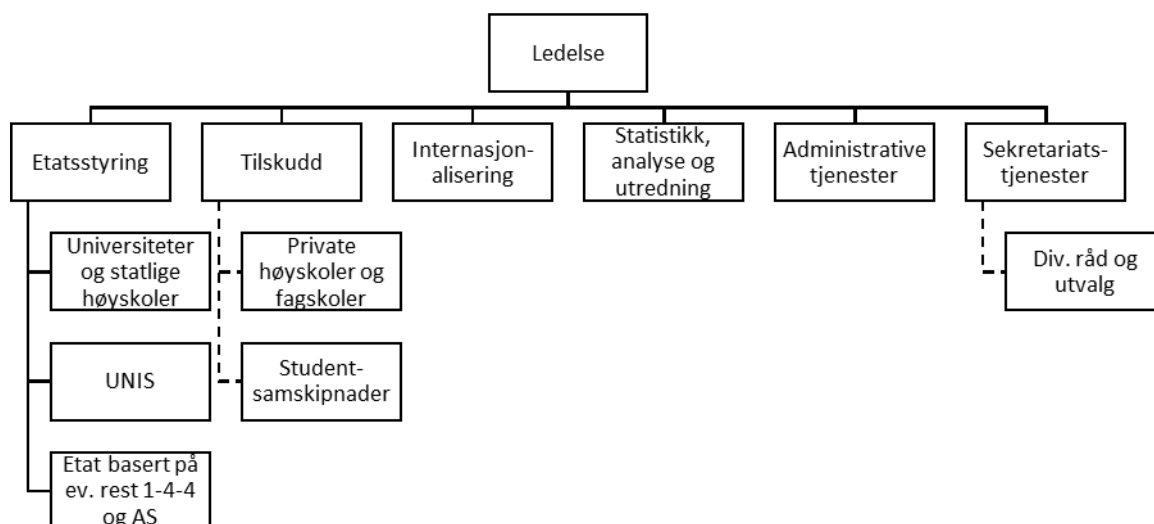 Ledelse
Etatsstyring
Tilskudd
Internasjon-
alisering
Statistikk,
analyse og
utredning
Administrative
tjenester
Sekretariats-
tjenester
Universiteter
og statlige
høyskoler
Private
høyskoler og
fagskoler
Div. råd og
utvalg
UNIS
Student-
samskipnader
Etat basert på
ev. rest 1-4-4
og AS